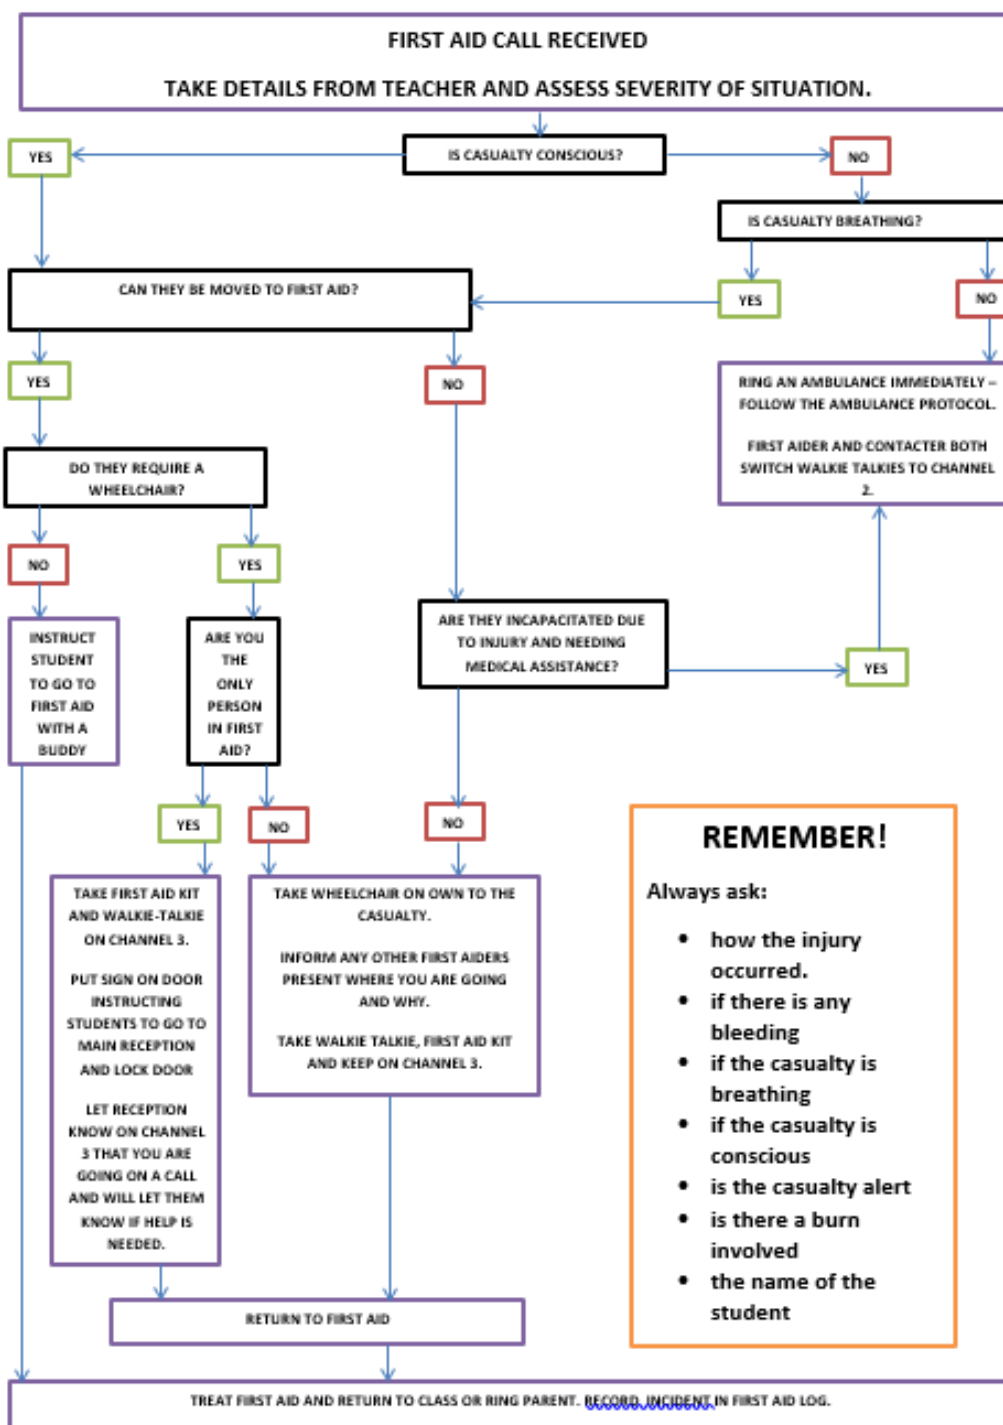 FIRST AID CALL RECEIVED
TAKE DETAILS FROM TEACHER AND ASSESS SEVERITY OF SITUATION.
YES
IS CASUALTY CONSCIOUS?
NO
IS CASUALTY BREATHING?
CAN THEY BE MOVED TO FIRST AID?
YES
NO
YES
NO
RING AN AMBULANCE IMMEDIATELY –
FOLLOW THE AMBULANCE PROTOCOL.
FIRST AIDER AND CONTACTER BOTH
SWITCH WALKIE TALKIES TO CHANNEL
2.
DO THEY REQUIRE A
WHEELCHAIR?
NO
YES
ARE THEY INCAPACITATED DUE
TO INJURY AND NEEDING
MEDICAL ASSISTANCE?
YES
INSTRUCT
STUDENT
TO GO TO
FIRST AID
WITH A
BUDDY
ARE YOU
THE
ONLY
PERSON
IN FIRST
AID?
YES
NO
NO
TAKE FIRST AID KIT
AND WALKIE-TALKIE
ON CHANNEL 3.
PUT SIGN ON DOOR
INSTRUCTING
STUDENTS TO GO TO
MAIN RECEPTION
AND LOCK DOOR
LET RECEPTION
KNOW ON CHANNEL
3 THAT YOU ARE
GOING ON A CALL
AND WILL LET THEM
KNOW IF HELP IS
NEEDED.
TAKE WHEELCHAIR ON OWN TO THE
CASUALTY.
INFORM ANY OTHER FIRST AIDERS
PRESENT WHERE YOU ARE GOING
AND WHY.
TAKE WALKIE TALKIE, FIRST AID KIT
AND KEEP ON CHANNEL 3.
REMEMBER!
Always ask:
• how the injury
occurred.
• if there is any
bleeding
• if the casualty is
breathing
• if the casualty is
conscious
• is the casualty alert
• is there a burn
involved
• the name of the
student
RETURN TO FIRST AID
TREAT FIRST AID AND RETURN TO CLASS OR RING PARENT. RECORD INCIDENT IN FIRST AID LOG.